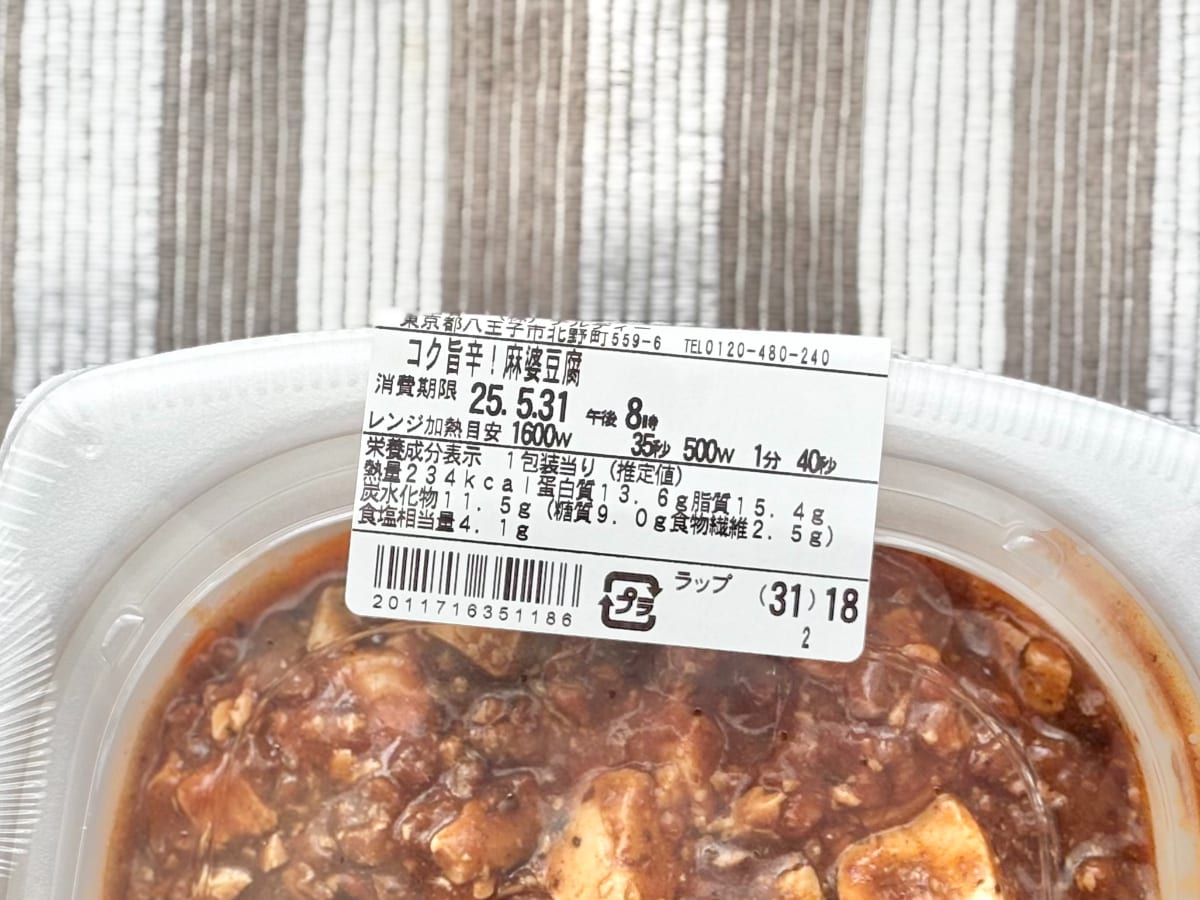 東京都八王子市北野町559-6 TEL0120-480-240
コク旨辛！麻婆豆腐
消費期限 25. 5.31 午後 8時
レンジ加熱目安 1600W 35秒 500W 1分 40秒
栄養成分表示 1包装当り（推定値）
熱量234kcal蛋白質13.6g脂質15.4g
炭水化物11.5g（糖質9.0g食物繊維2.5g）
食塩相当量4.1g
2011716351186
プラ ラップ （31）18
2